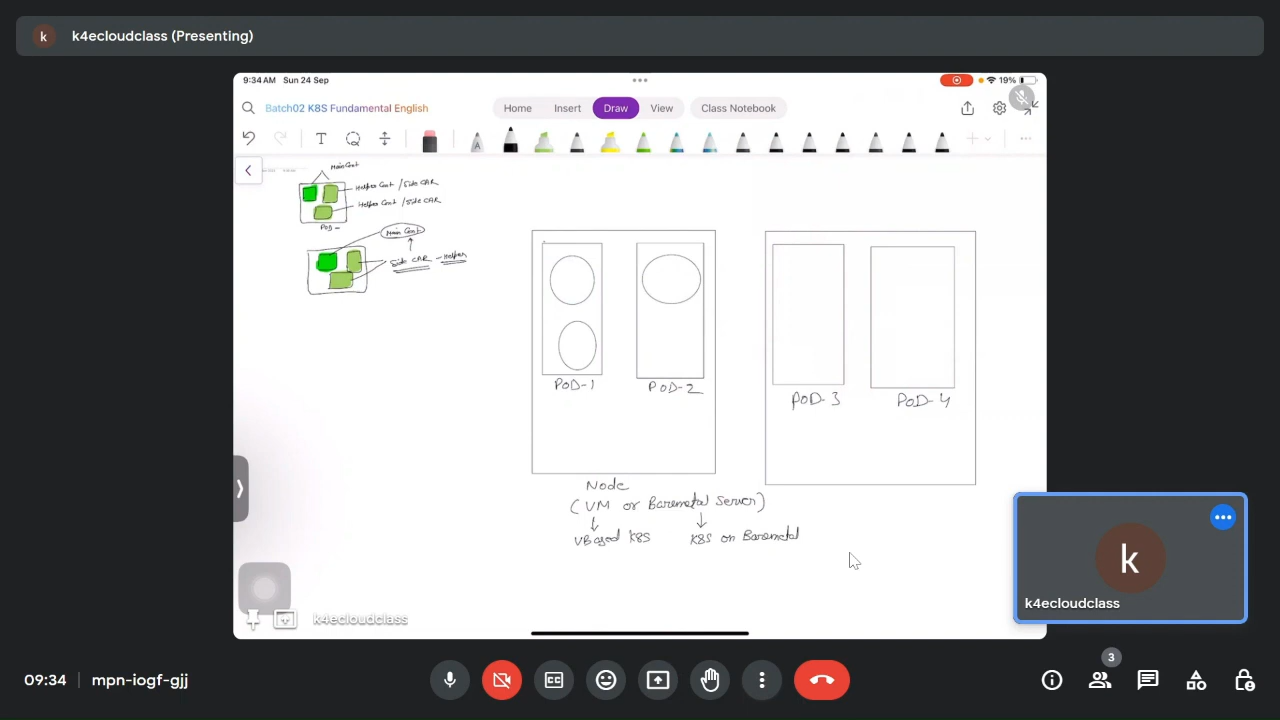 k4ecloudclass (Presenting)
k
9:34 AM Sun 24 Sep
19%
Batch02 K8S Fundamental English
Home Insert Draw View Class Notebook
T
A
Main Cont
Helper Cont / Side CAR
Helper Cont / Side CAR
POD-
Main Cont
Side CAR - Helper
POD-1
POD-2
POD-3
POD-4
Node
(VM or Baremetal Server)
VBased K8S
K8S on Baremetal
k4ecloudclass
k
k4ecloudclass
09:34
mpn-iogf-gjj
3